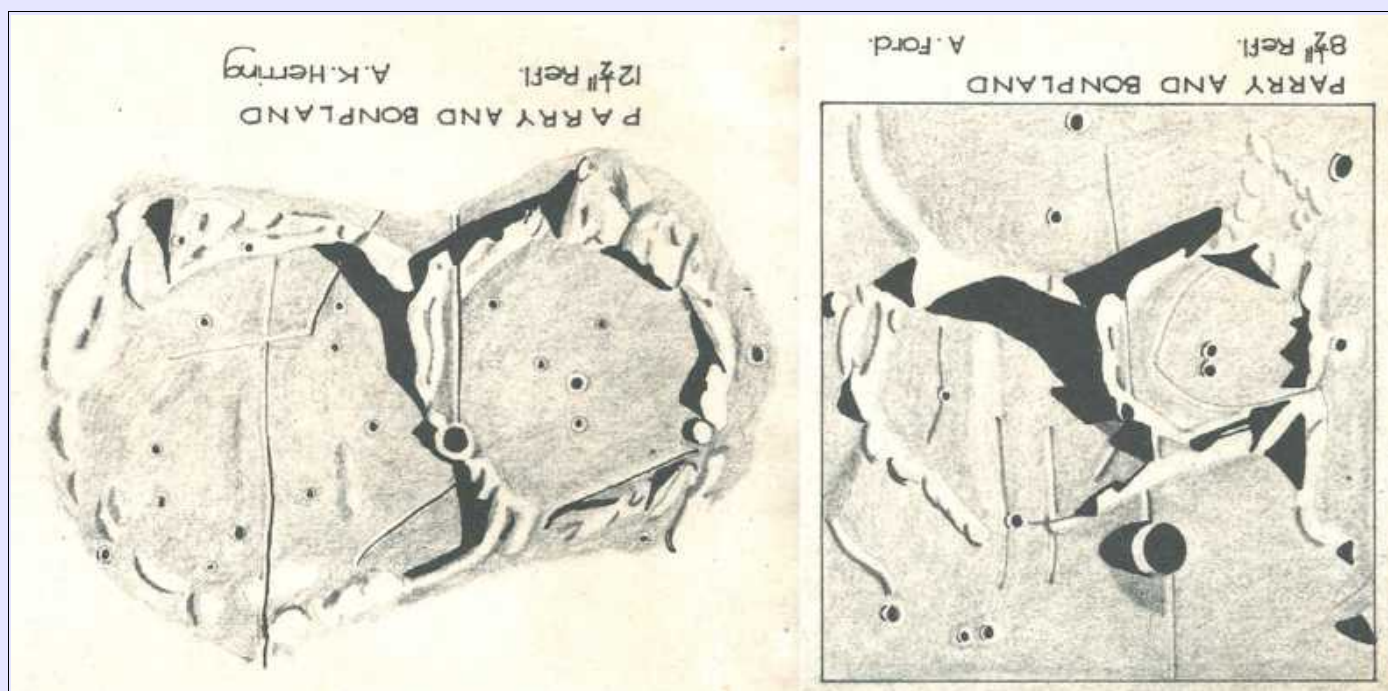 PARRY AND BONPLAND
8½" Refl. A. Ford.
PARRY AND BONPLAND
12½" Refl. A.K. Herring